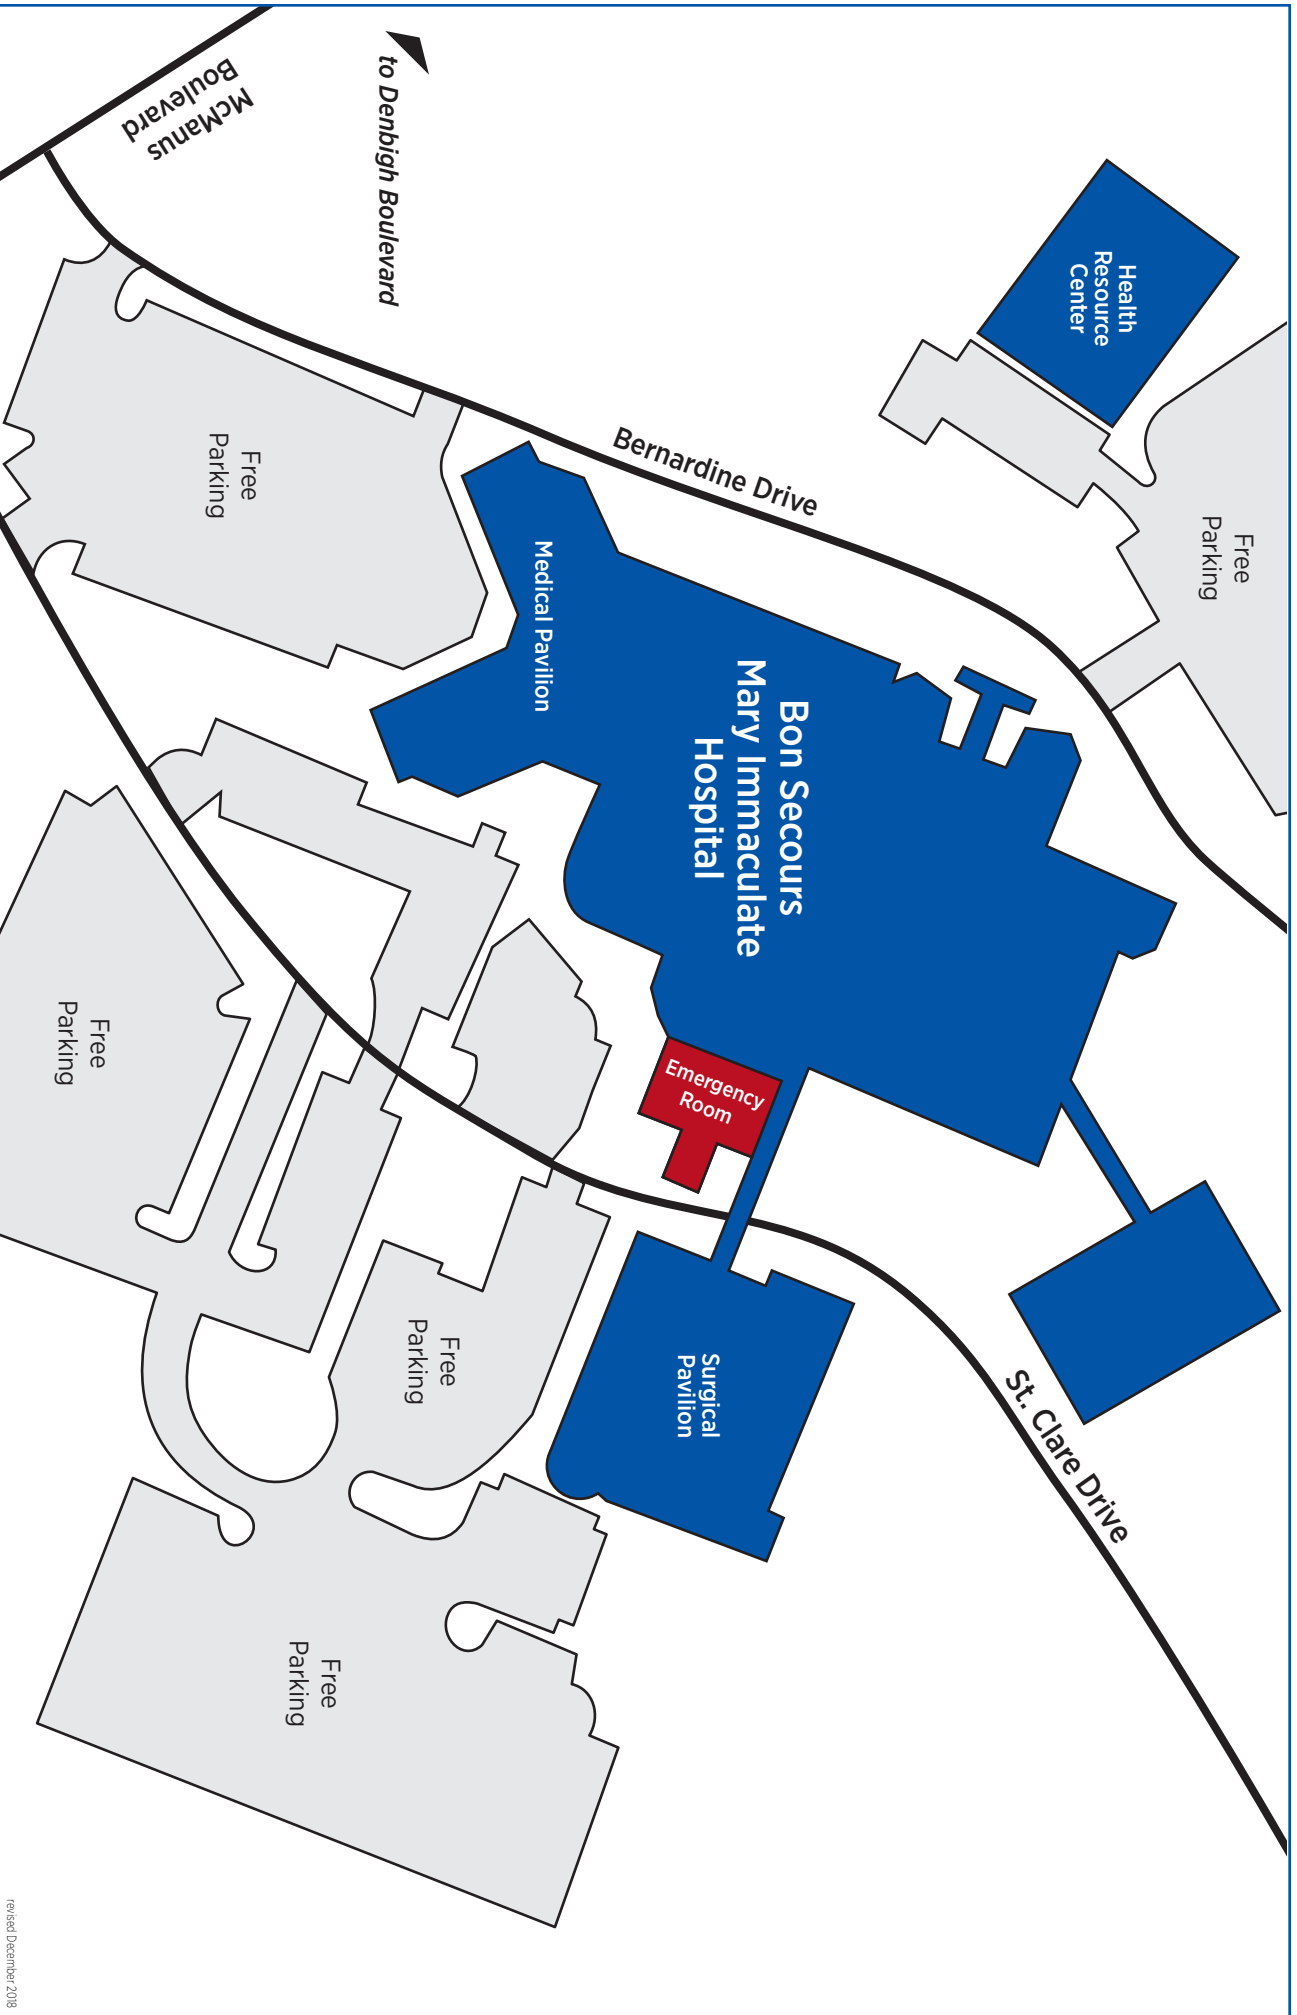 McManus
Boulevard
to Denbigh Boulevard
Health
Resource
Center
Free
Parking
Bernardine Drive
Free
Parking
Medical Pavilion
Bon Secours
Mary Immaculate
Hospital
Emergency
Room
Free
Parking
Surgical
Pavilion
Free
Parking
St. Clare Drive
Free
Parking
revised December 2018